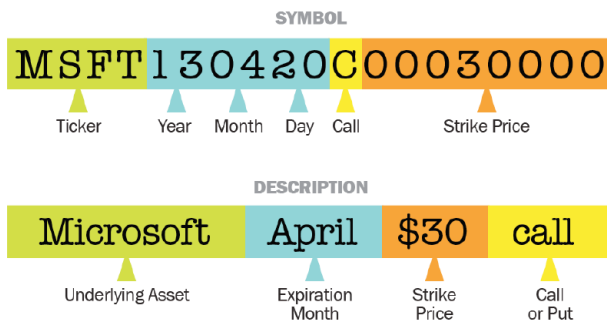 SYMBOL
MSFT130420C00030000
Ticker Year Month Day Call Strike Price
DESCRIPTION
Microsoft April $30 call
Underlying Asset Expiration Month Strike Price Call or Put